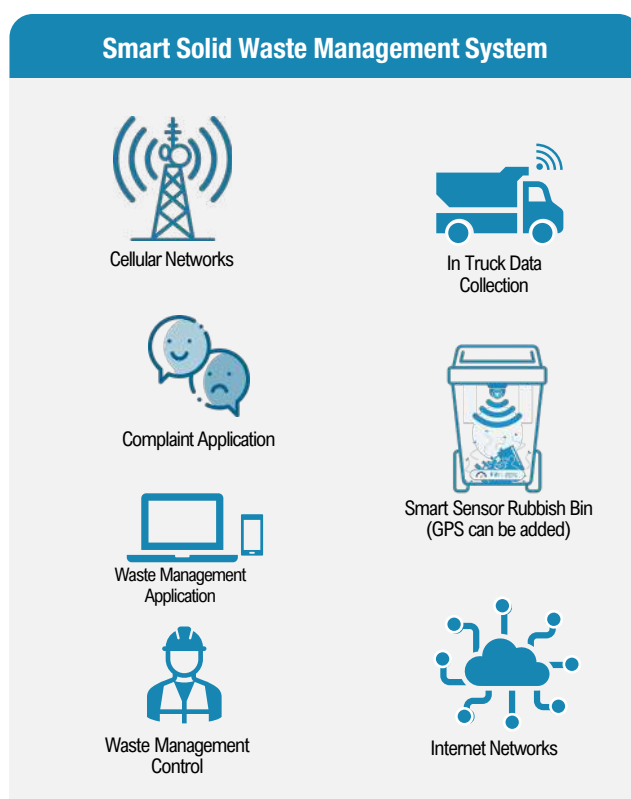 Smart Solid Waste Management System
Cellular Networks
In Truck Data
Collection
Complaint Application
Smart Sensor Rubbish Bin
(GPS can be added)
Waste Management
Application
Waste Management
Control
Internet Networks